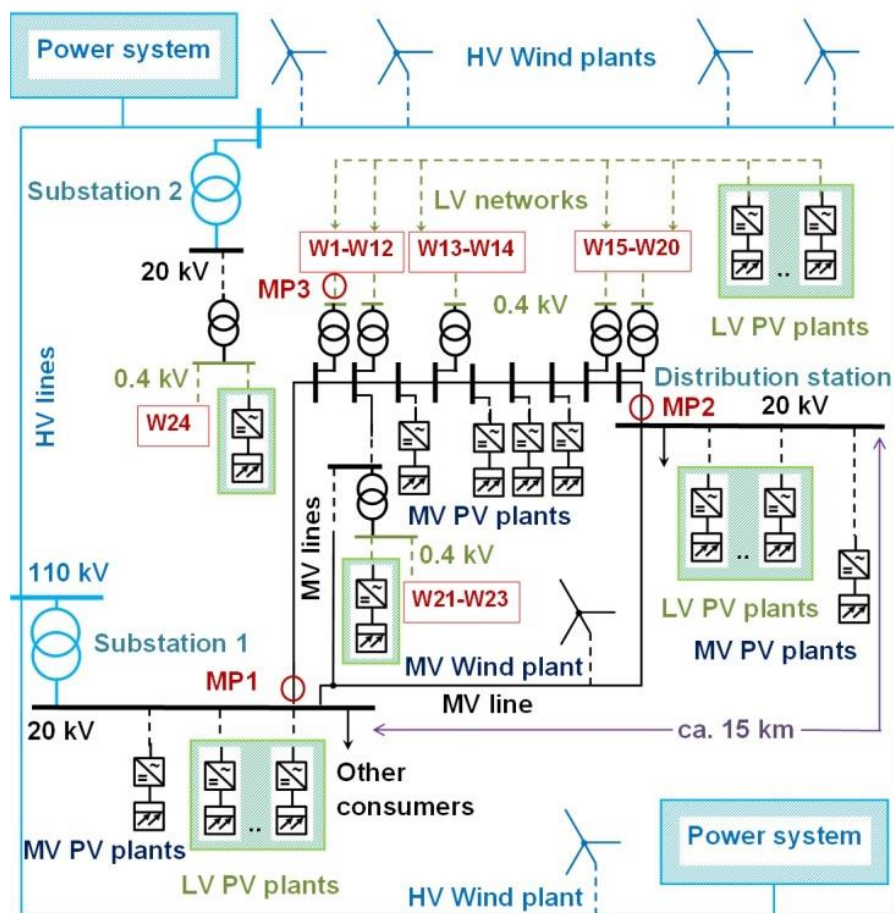 Power system
HV Wind plants
Substation 2
LV networks
W1-W12
W13-W14
W15-W20
20 kV
MP3
0.4 kV
LV PV plants
0.4 kV
Distribution station
W24
MP2
20 kV
HV lines
MV PV plants
MV lines
0.4 kV
110 kV
W21-W23
LV PV plants
Substation 1
MV Wind plant
MV PV plants
MP1
20 kV
MV line
ca. 15 km
Other
consumers
..
..
..
MV PV plants
Power system
LV PV plants
HV Wind plant